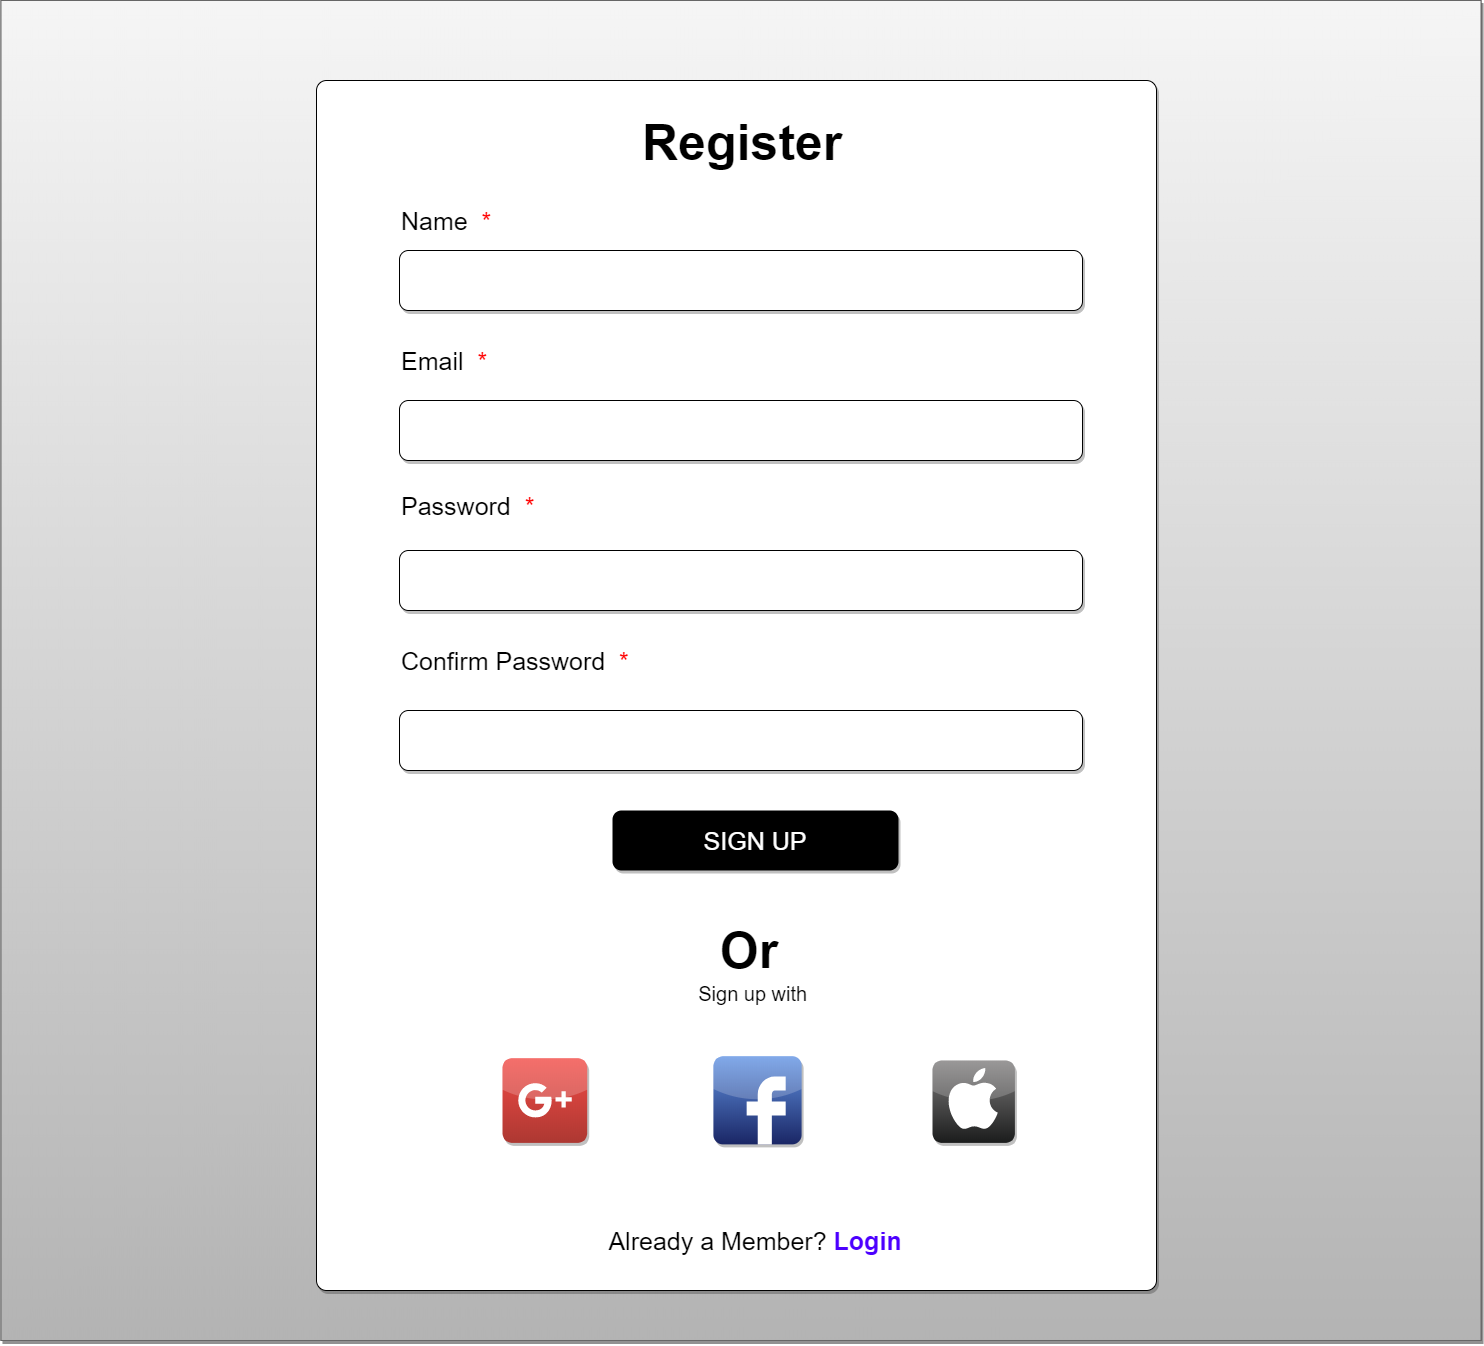 Register
Name *
Email *
Password *
Confirm Password *
SIGN UP
Or
Sign up with
G+
f
Already a Member? Login